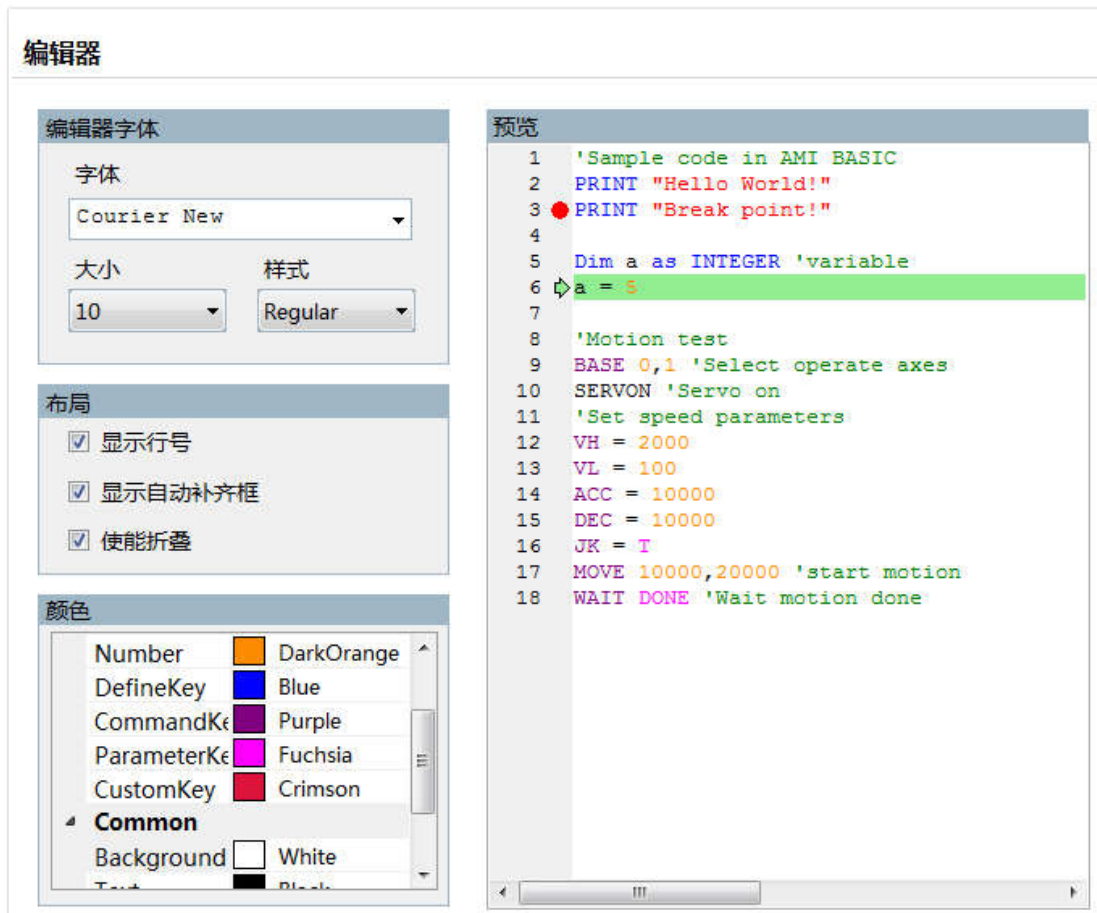 编辑器
编辑器字体
字体
Courier New
大小
样式
10
Regular
布局
显示行号
显示自动补齐框
使能折叠
颜色
Number DarkOrange
DefineKey Blue
CommandKe Purple
ParameterKe Fuchsia
CustomKey Crimson
Common
Background White
Text Black
预览
1 'Sample code in AMI BASIC
2 PRINT "Hello World!"
3 PRINT "Break point!"
4
5 Dim a as INTEGER 'variable
6 a = 5
7
8 'Motion test
9 BASE 0,1 'Select operate axes
10 SERVON 'Servo on
11 'Set speed parameters
12 VH = 2000
13 VL = 100
14 ACC = 10000
15 DEC = 10000
16 JK = T
17 MOVE 10000,20000 'start motion
18 WAIT DONE 'Wait motion done